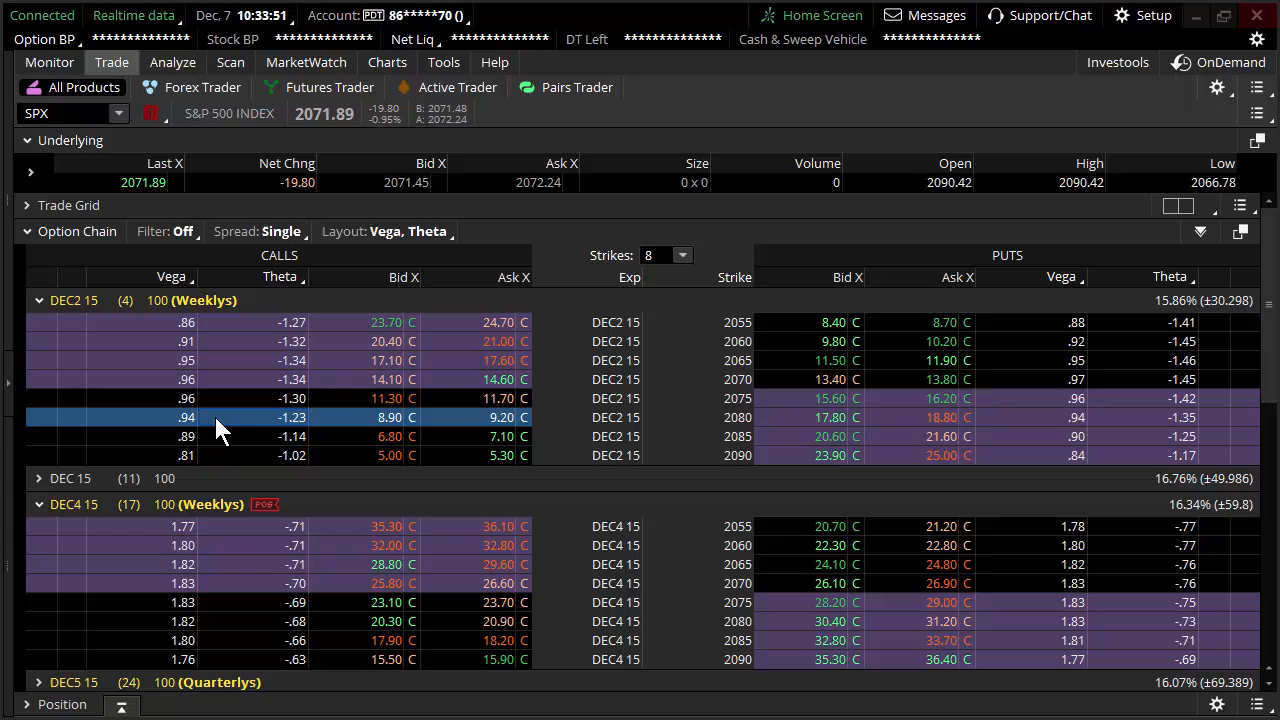 Connected Realtime data Dec, 7 10:33:51 Account: PDT 86*****70 () Home Screen Messages Support/Chat Setup
Option BP ************** Stock BP ************** Net Liq ************** DT Left ************** Cash & Sweep Vehicle **************
Monitor Trade Analyze Scan MarketWatch Charts Tools Help Investools OnDemand
All Products Forex Trader Futures Trader Active Trader Pairs Trader
SPX S&P 500 INDEX 2071.89 -19.80 -0.95% B: 2071.48 A: 2072.24
Underlying
Last X Net Chng Bid X Ask X Size Volume Open High Low
2071.89 -19.80 2071.45 2072.24 0 x 0 0 2090.42 2090.42 2066.78
Trade Grid
Option Chain Filter: Off Spread: Single Layout: Vega, Theta
CALLS Strikes: 8 PUTS
Vega Theta Bid X Ask X Exp Strike Bid X Ask X Vega Theta
DEC2 15 (4) 100 (Weeklys) 15.86% (±30.298)
.86 -1.27 23.70 C 24.70 C DEC2 15 2055 8.40 C 8.70 C .88 -1.41
.91 -1.32 20.40 C 21.00 C DEC2 15 2060 9.80 C 10.20 C .92 -1.45
.95 -1.34 17.10 C 17.60 C DEC2 15 2065 11.50 C 11.90 C .95 -1.46
.96 -1.34 14.10 C 14.60 C DEC2 15 2070 13.40 C 13.80 C .97 -1.45
.96 -1.30 11.30 C 11.70 C DEC2 15 2075 15.60 C 16.20 C .96 -1.42
.94 -1.23 8.90 C 9.20 C DEC2 15 2080 17.80 C 18.80 C .94 -1.35
.89 -1.14 6.80 C 7.10 C DEC2 15 2085 20.60 C 21.60 C .90 -1.25
.81 -1.02 5.00 C 5.30 C DEC2 15 2090 23.90 C 25.00 C .84 -1.17
DEC 15 (11) 100 16.76% (±49.986)
DEC4 15 (17) 100 (Weeklys) POS 16.34% (±59.8)
1.77 -.71 35.30 C 36.10 C DEC4 15 2055 20.70 C 21.20 C 1.78 -.77
1.80 -.71 32.00 C 32.80 C DEC4 15 2060 22.30 C 22.80 C 1.80 -.77
1.82 -.71 28.80 C 29.60 C DEC4 15 2065 24.10 C 24.80 C 1.82 -.76
1.83 -.70 25.80 C 26.60 C DEC4 15 2070 26.10 C 26.90 C 1.83 -.76
1.83 -.69 23.10 C 23.70 C DEC4 15 2075 28.20 C 29.00 C 1.83 -.75
1.82 -.68 20.30 C 20.90 C DEC4 15 2080 30.40 C 31.20 C 1.82 -.73
1.80 -.66 17.90 C 18.20 C DEC4 15 2085 32.80 C 33.70 C 1.81 -.71
1.76 -.63 15.50 C 15.90 C DEC4 15 2090 35.30 C 36.40 C 1.77 -.69
DEC5 15 (24) 100 (Quarterlys) 16.07% (±69.389)
Position